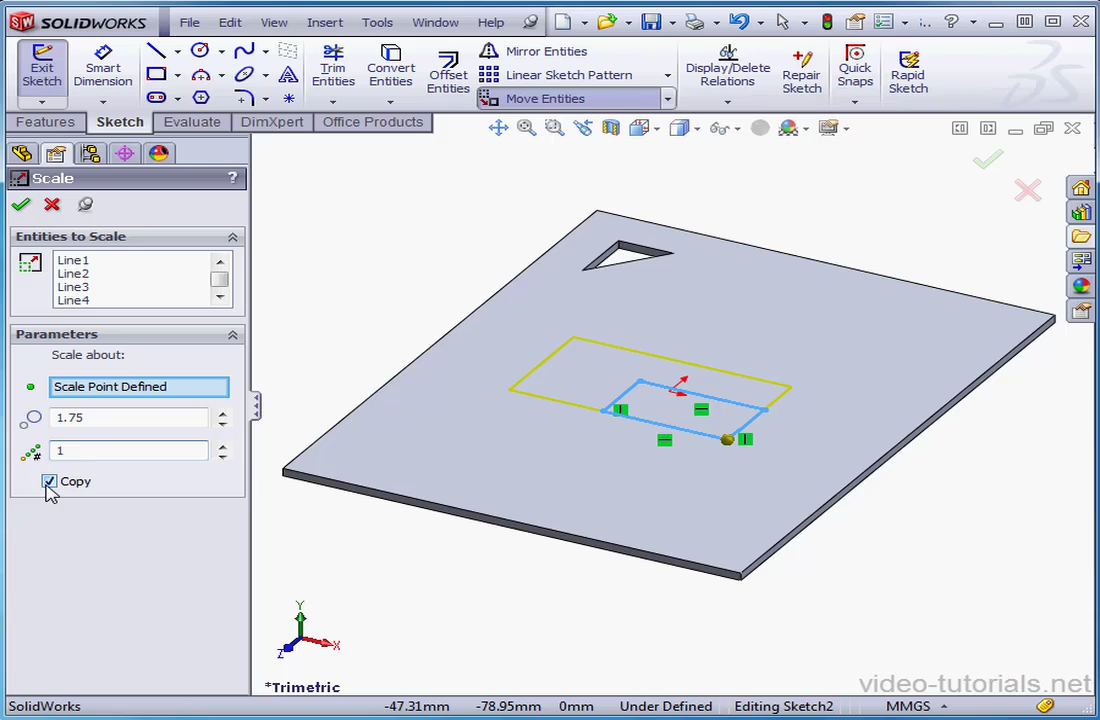 SOLIDWORKS File Edit View Insert Tools Window Help
Exit Sketch
Smart Dimension
Trim Entities
Convert Entities
Offset Entities
Mirror Entities
Linear Sketch Pattern
Move Entities
Display/Delete Relations
Repair Sketch
Quick Snaps
Rapid Sketch
Features Sketch Evaluate DimXpert Office Products
Scale ?
Entities to Scale
Line1
Line2
Line3
Line4
Parameters
Scale about:
Scale Point Defined
1.75
1
Copy
Y
X
Z
*Trimetric
video-tutorials.net
SolidWorks -47.31mm -78.95mm 0mm Under Defined Editing Sketch2 MMGS